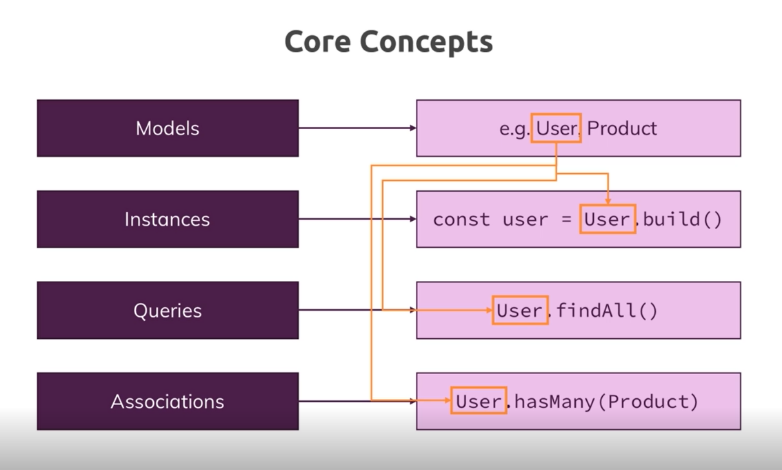 Core Concepts
Models
e.g. User, Product
Instances
const user = User.build()
Queries
User.findAll()
Associations
User.hasMany(Product)